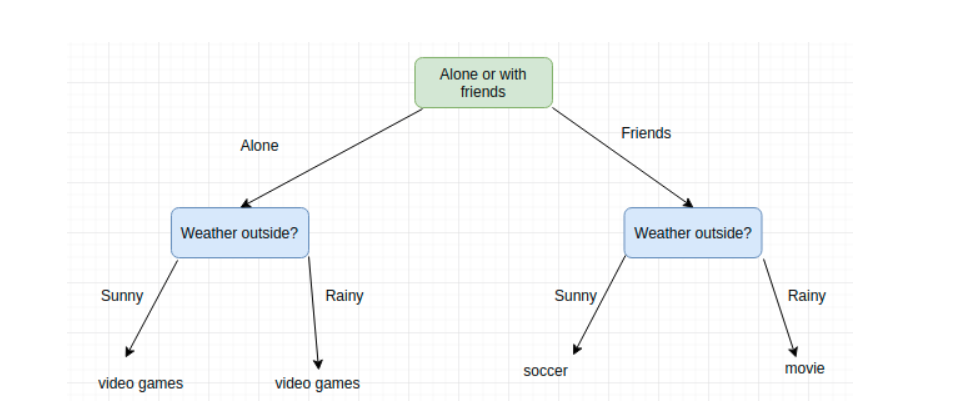 Alone or with
friends
Alone
Friends
Weather outside?
Weather outside?
Sunny
Rainy
Sunny
Rainy
video games
video games
soccer
movie